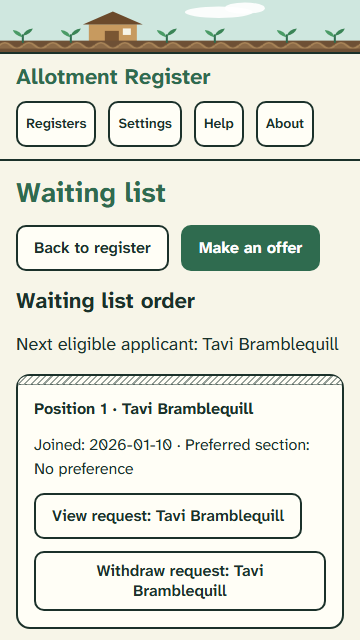 Allotment Register
Registers
Settings
Help
About
Waiting list
Back to register
Make an offer
Waiting list order
Next eligible applicant: Tavi Bramblequill
Position 1 · Tavi Bramblequill
Joined: 2026-01-10 · Preferred section:
No preference
View request: Tavi Bramblequill
Withdraw request: Tavi
Bramblequill